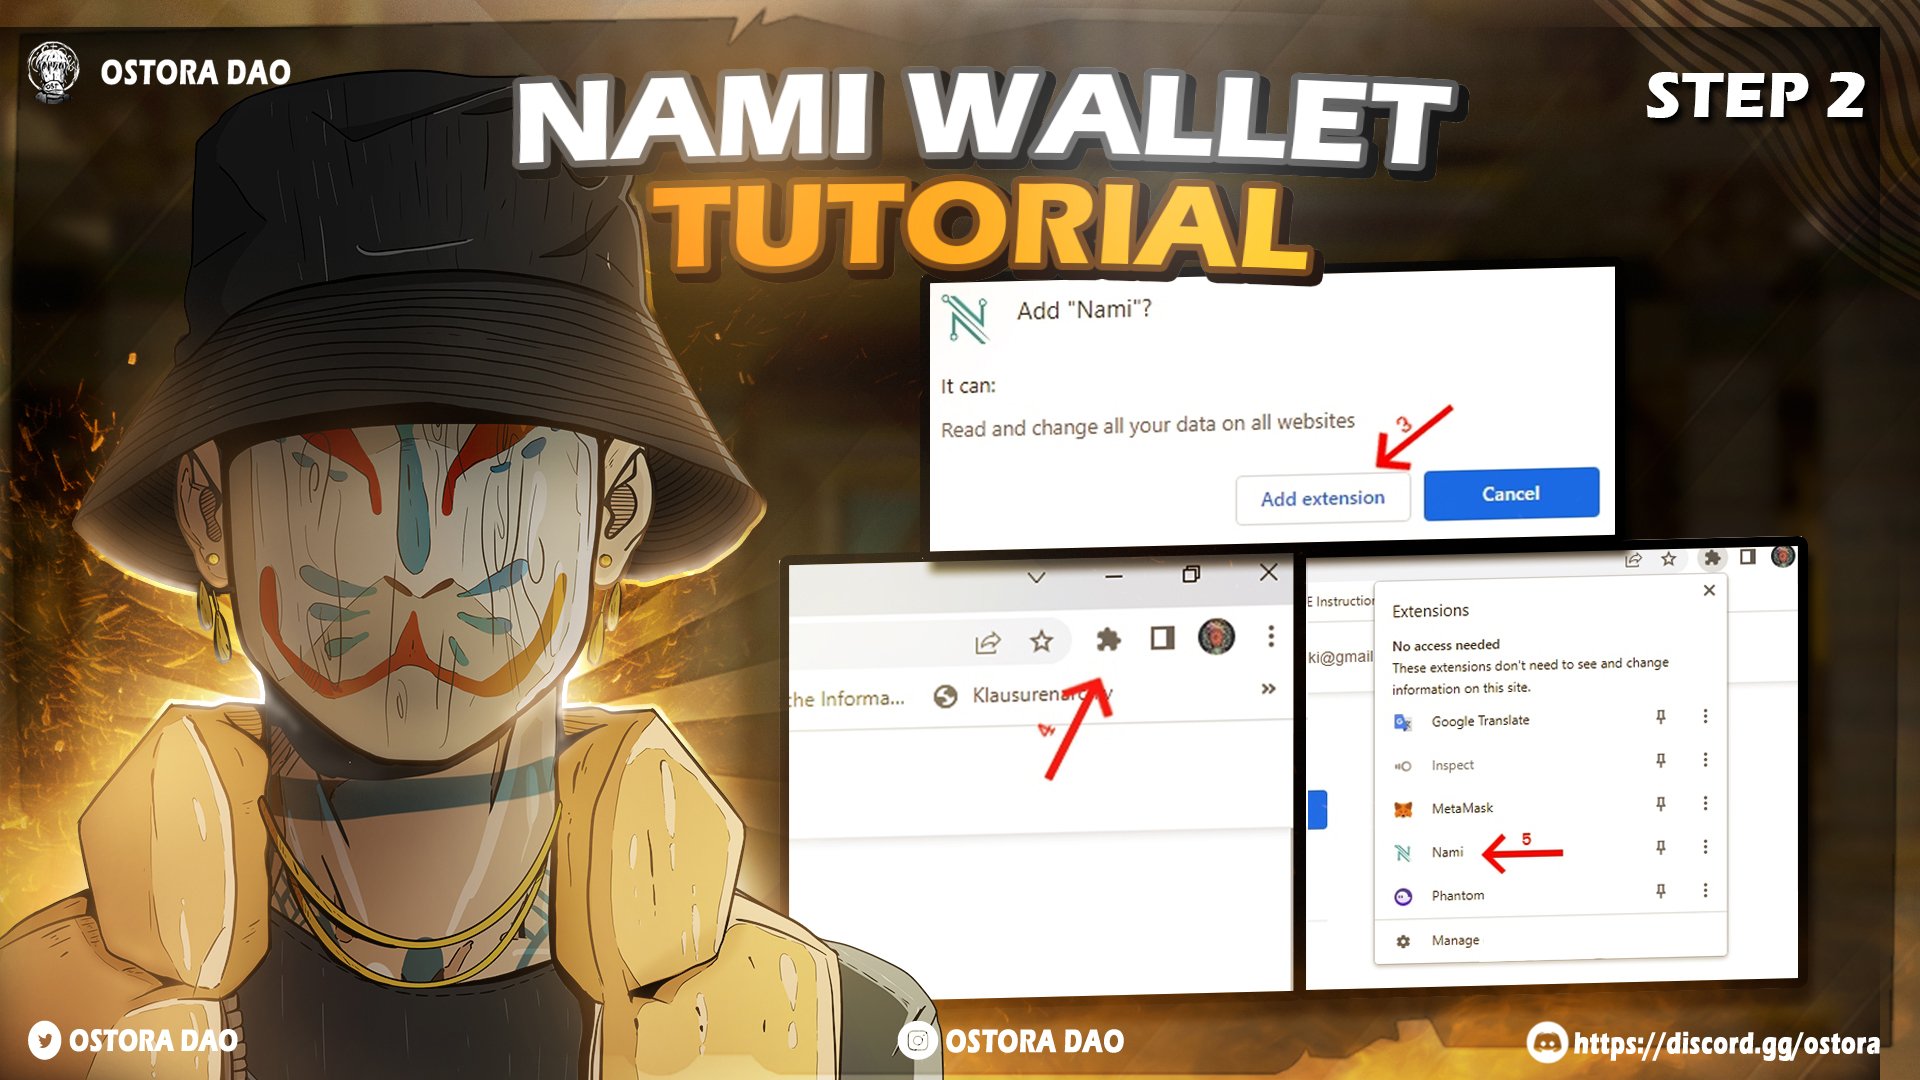 OSTORA DAO
NAMI WALLET
TUTORIAL
STEP 2
Add "Nami"?
It can:
Read and change all your data on all websites
3
Add extension
Cancel
the Informa...
Klausurenarchiv
»
4
E Instruction
ki@gmail
Extensions
No access needed
These extensions don't need to see and change
information on this site.
Google Translate
Inspect
MetaMask
Nami
5
Phantom
Manage
OSTORA DAO
OSTORA DAO
https://discord.gg/ostora